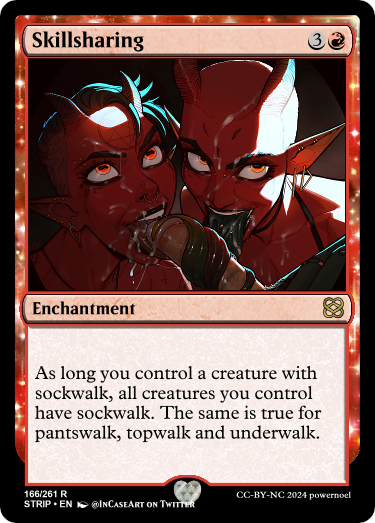 Skillsharing 3
Enchantment
As long you control a creature with
sockwalk, all creatures you control
have sockwalk. The same is true for
pantswalk, topwalk and underwalk.
166/261 R
STRIP • EN @InCaseArt on Twitter
CC-BY-NC 2024 powernoel